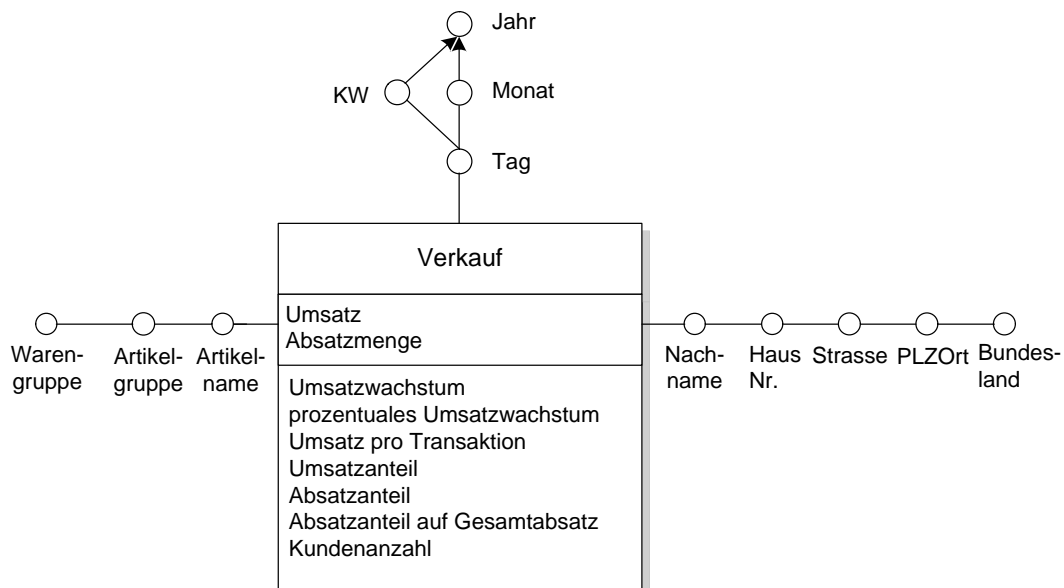 Jahr
KW
Monat
Tag
Verkauf
Umsatz
Absatzmenge
Waren-
gruppe
Artikel-
gruppe
Artikel-
name
Nach-
name
Haus
Nr.
Strasse
PLZOrt
Bundes-
land
Umsatzwachstum
prozentuales Umsatzwachstum
Umsatz pro Transaktion
Umsatzanteil
Absatzanteil
Absatzanteil auf Gesamtabsatz
Kundenanzahl